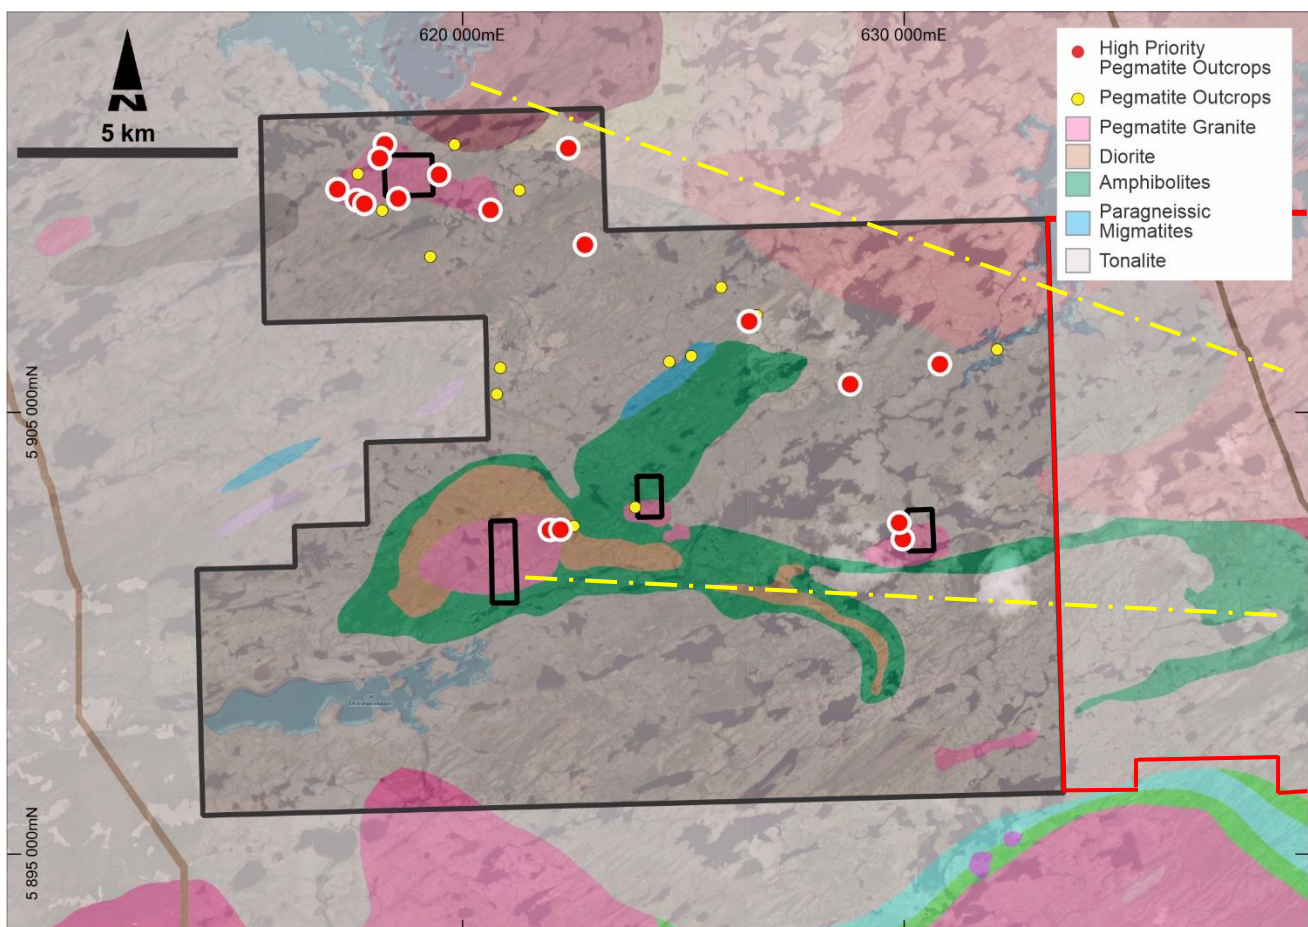 620 000mE
630 000mE
N
5 km
High Priority
Pegmatite Outcrops
Pegmatite Outcrops
Pegmatite Granite
Diorite
Amphibolites
Paragneissic
Migmatites
Tonalite
5 905 000mN
5 895 000mN